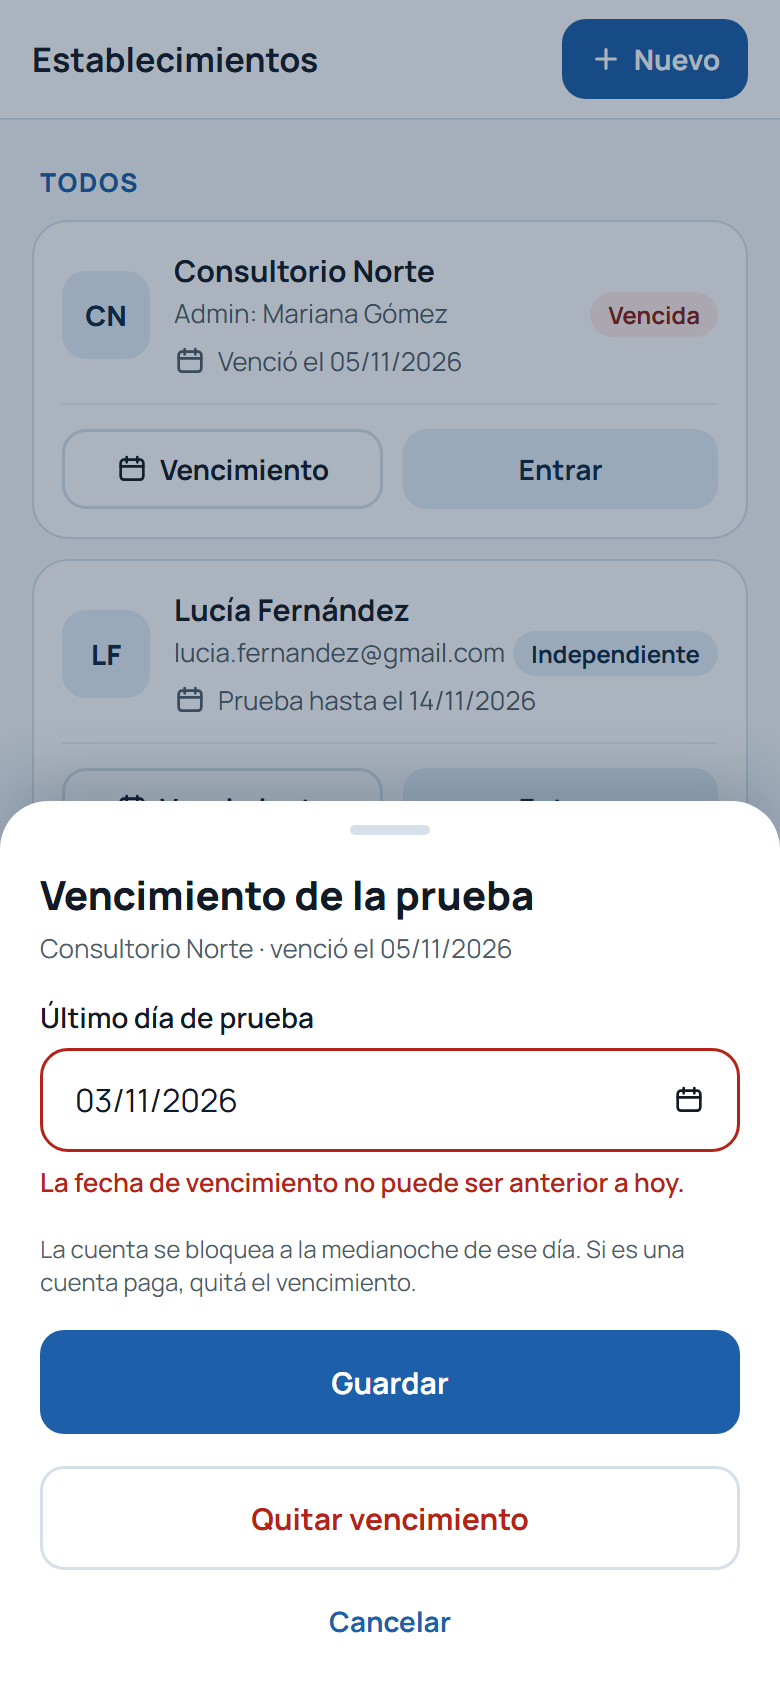 Establecimientos
Nuevo
TODOS
Consultorio Norte
CN
Admin: Mariana Gómez
Vencida
Venció el 05/11/2026
Vencimiento
Entrar
Lucía Fernández
LF
lucia.fernandez@gmail.com
Independiente
Prueba hasta el 14/11/2026
Vencimiento de la prueba
Consultorio Norte · venció el 05/11/2026
Último día de prueba
03/11/2026
La fecha de vencimiento no puede ser anterior a hoy.
La cuenta se bloquea a la medianoche de ese día. Si es una
cuenta paga, quitá el vencimiento.
Guardar
Quitar vencimiento
Cancelar